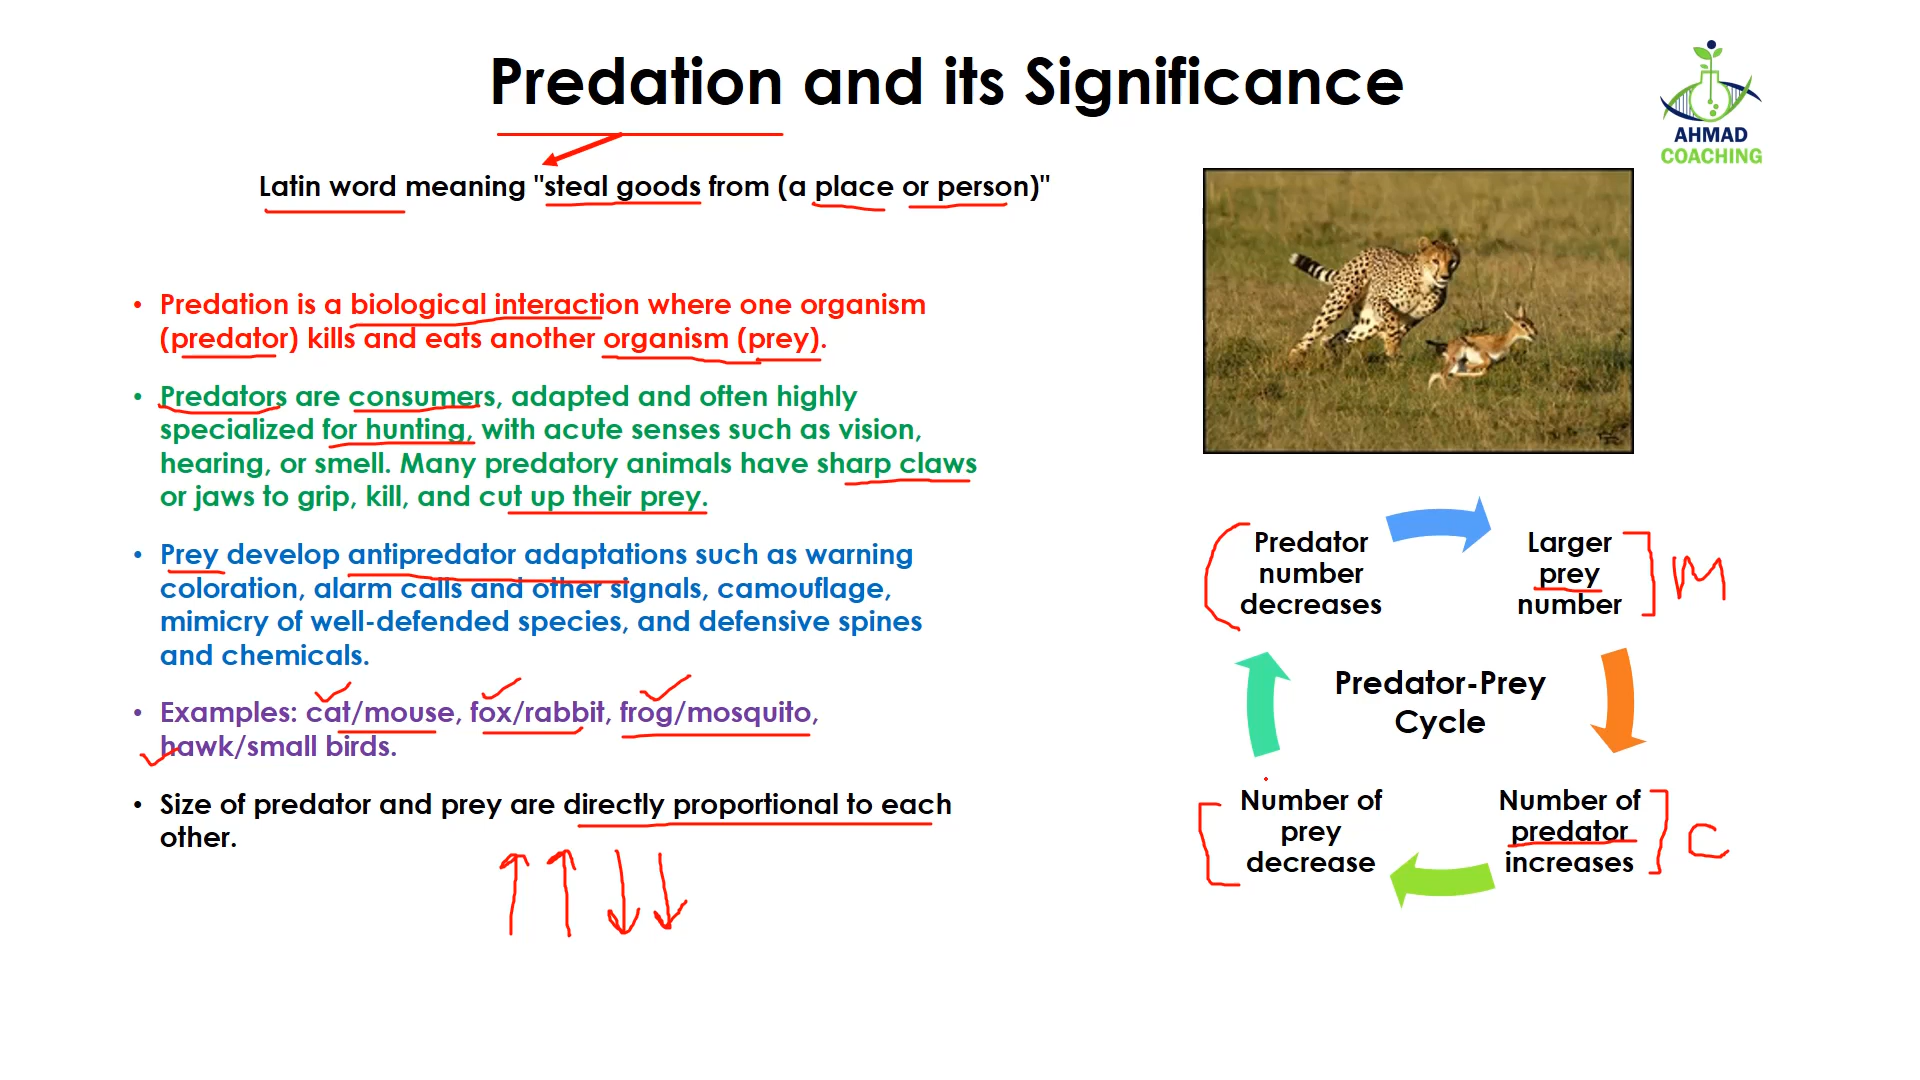 Predation and its Significance
AHMAD
COACHING
Latin word meaning "steal goods from (a place or person)"
• Predation is a biological interaction where one organism
(predator) kills and eats another organism (prey).
• Predators are consumers, adapted and often highly
specialized for hunting, with acute senses such as vision,
hearing, or smell. Many predatory animals have sharp claws
or jaws to grip, kill, and cut up their prey.
• Prey develop antipredator adaptations such as warning
coloration, alarm calls and other signals, camouflage,
mimicry of well-defended species, and defensive spines
and chemicals.
• Examples: cat/mouse, fox/rabbit, frog/mosquito,
hawk/small birds.
• Size of predator and prey are directly proportional to each
other.
Predator
number
decreases
Larger
prey
number
M
Predator-Prey
Cycle
Number of
prey
decrease
Number of
predator
increases
C